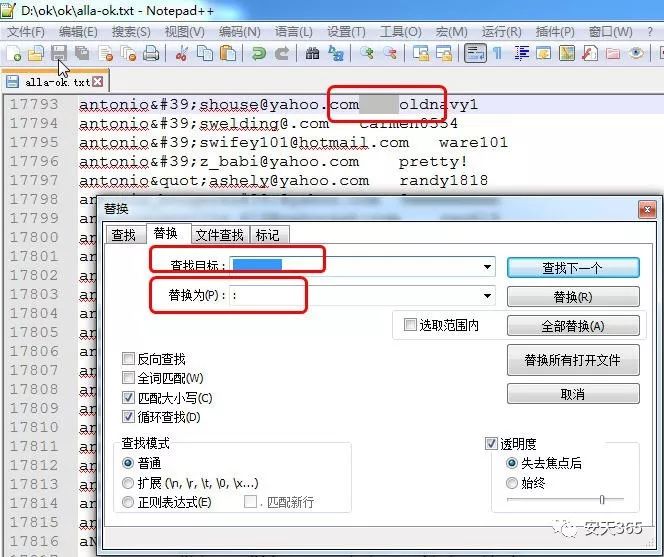 D:\ok\ok\alla-ok.txt - Notepad++
文件(F) 编辑(E) 搜索(S) 视图(V) 编码(N) 语言(L) 设置(T) 工具(O) 宏(M) 运行(R) 插件(P) 窗口(W)
alla-ok.txt
17793 antonio&#39;shouse@yahoo.com oldnavy1
17794 antonio&#39;swelding@.com
17795 antonio&#39;swifey101@hotmail.com ware101
17796 antonio&#39;z_babi@yahoo.com pretty!
17797 antonio&quot;ashely@yahoo.com randy1818
17798 an
替换
17799 an
查找 替换 文件查找 标记
17800 an
17801 an
查找目标:
查找下一个
17802 an
17803 an
替换为(P): :
替换(R)
17804 an
选取范围内
全部替换(A)
17805 an
17806 an
反向查找
替换所有打开文件
17807 an
全词匹配(W)
17808 an
匹配大小写(C)
取消
17809 an
循环查找(D)
17810 an
查找模式
透明度
17811 an
普通
失去焦点后
17812 an
扩展 (\n, \r, \t, \0, \x...)
始终
17813 an
正则表达式(E)
. 匹配新行
17814 an
17815 an
安天365
17816 aN